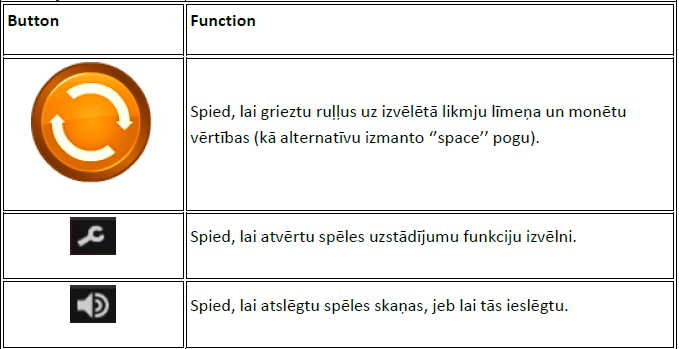 Button Function
Spied, lai grieztu ruļļus uz izvēlētā likmju līmeņa un monētu
vērtības (kā alternatīvu izmanto ‘’space’’ pogu).
Spied, lai atvērtu spēles uzstādījumu funkciju izvēlni.
Spied, lai atslēgtu spēles skaņas, jeb lai tās ieslēgtu.